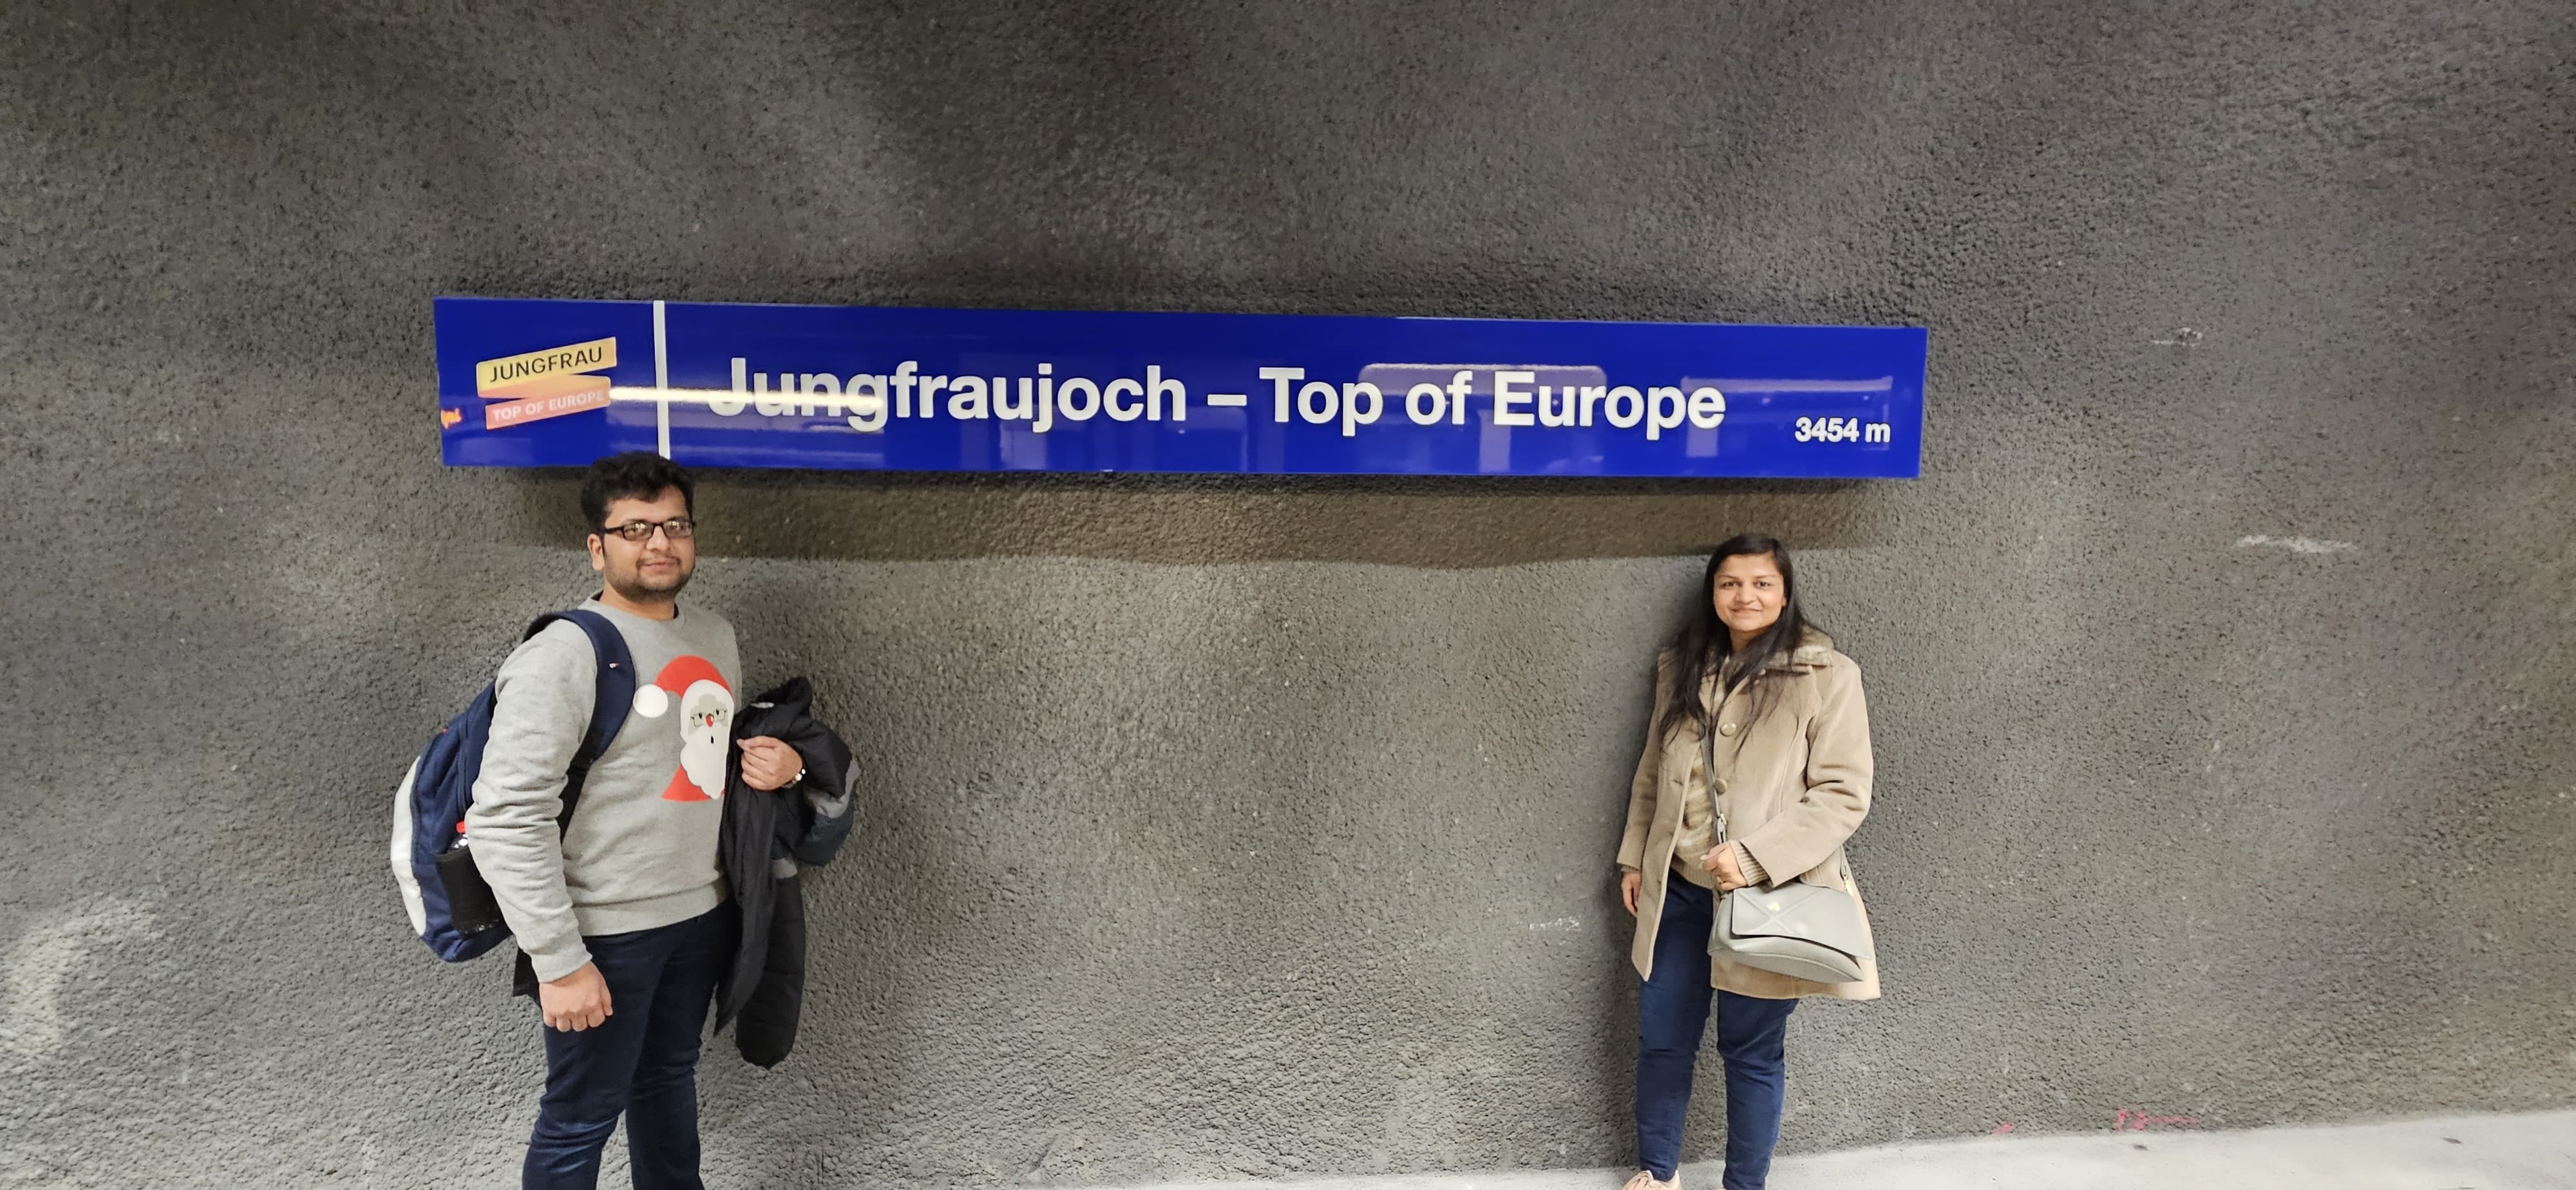 JUNGFRAU
TOP OF EUROPE
Jungfraujoch – Top of Europe
3454 m